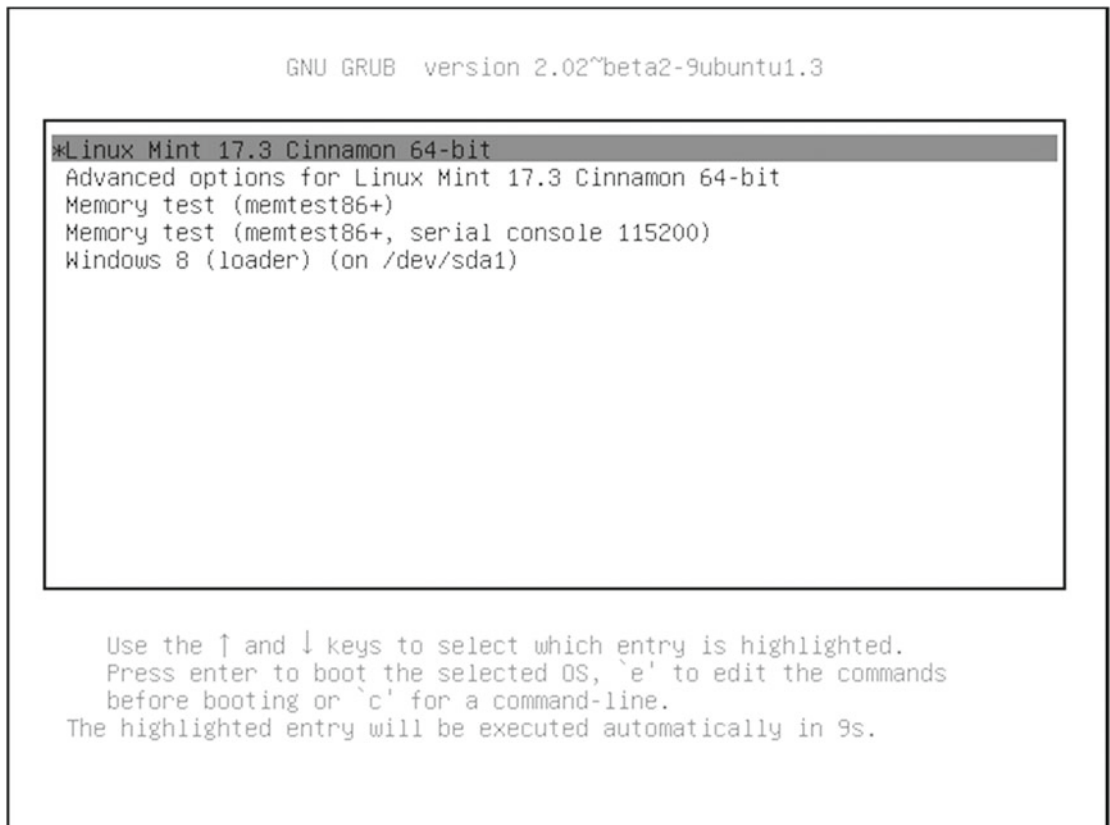 GNU GRUB  version 2.02~beta2-9ubuntu1.3
*Linux Mint 17.3 Cinnamon 64-bit
Advanced options for Linux Mint 17.3 Cinnamon 64-bit
Memory test (memtest86+)
Memory test (memtest86+, serial console 115200)
Windows 8 (loader) (on /dev/sda1)
Use the ↑ and ↓ keys to select which entry is highlighted.
Press enter to boot the selected OS, `e' to edit the commands
before booting or `c' for a command-line.
The highlighted entry will be executed automatically in 9s.